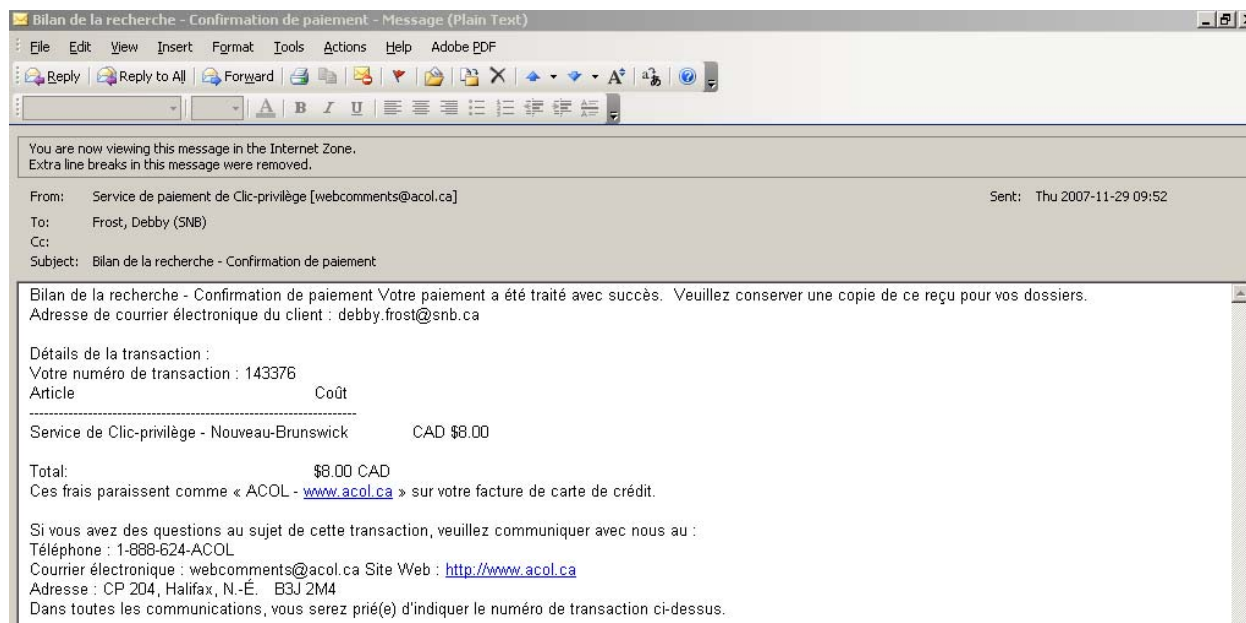 Bilan de la recherche - Confirmation de paiement - Message (Plain Text)
File Edit View Insert Format Tools Actions Help Adobe PDF
Reply Reply to All Forward
A B I U
You are now viewing this message in the Internet Zone.
Extra line breaks in this message were removed.
From: Service de paiement de Clic-privilège [webcomments@acol.ca] Sent: Thu 2007-11-29 09:52
To: Frost, Debby (SNB)
Cc:
Subject: Bilan de la recherche - Confirmation de paiement
Bilan de la recherche - Confirmation de paiement Votre paiement a été traité avec succès. Veuillez conserver une copie de ce reçu pour vos dossiers.
Adresse de courrier électronique du client : debby.frost@snb.ca
Détails de la transaction :
Votre numéro de transaction : 143376
Article Coût
--------------------------------------------------------------------
Service de Clic-privilège - Nouveau-Brunswick CAD $8.00
Total: $8.00 CAD
Ces frais paraissent comme « ACOL - www.acol.ca » sur votre facture de carte de crédit.
Si vous avez des questions au sujet de cette transaction, veuillez communiquer avec nous au :
Téléphone : 1-888-624-ACOL
Courrier électronique : webcomments@acol.ca Site Web : http://www.acol.ca
Adresse : CP 204, Halifax, N.-É. B3J 2M4
Dans toutes les communications, vous serez prié(e) d'indiquer le numéro de transaction ci-dessus.